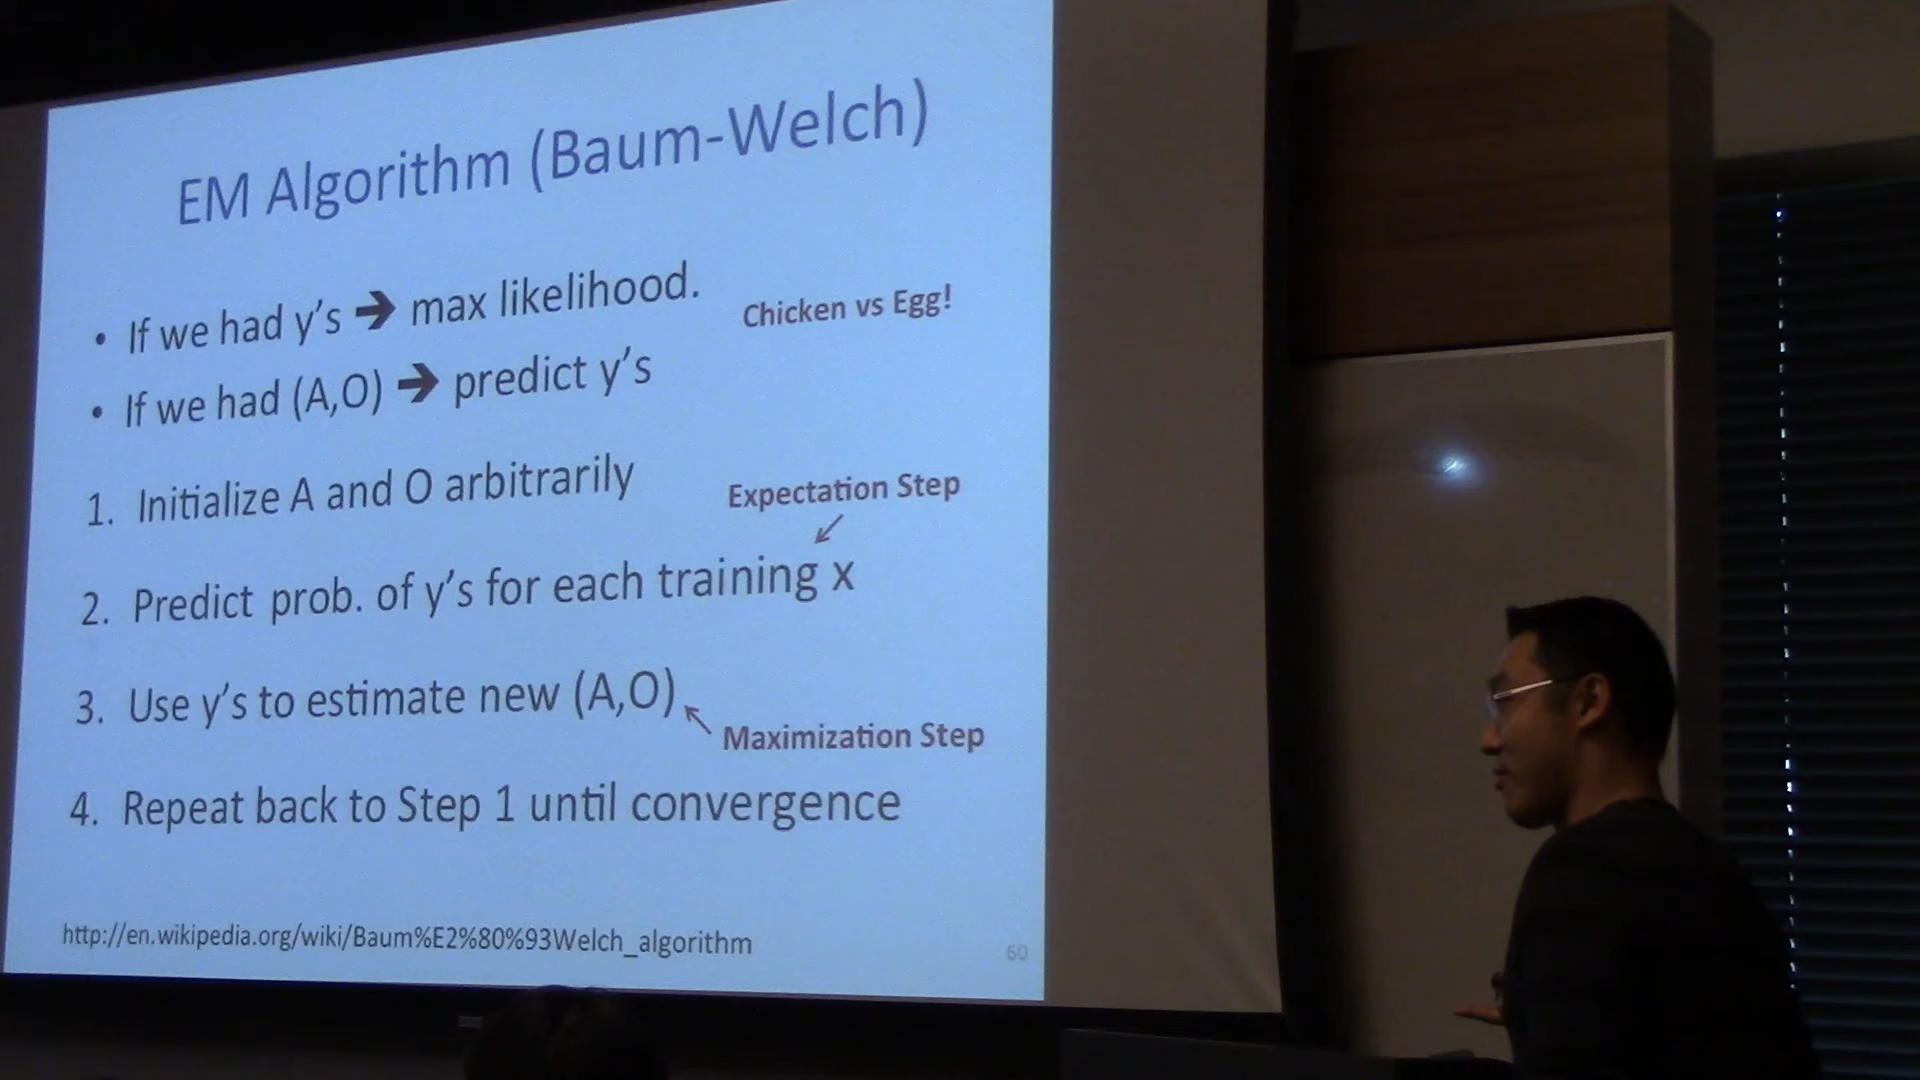 EM Algorithm (Baum-Welch)
• If we had y's ➔ max likelihood.
Chicken vs Egg!
• If we had (A,O) ➔ predict y's
1. Initialize A and O arbitrarily
Expectation Step
2. Predict prob. of y's for each training x
3. Use y's to estimate new (A,O)
Maximization Step
4. Repeat back to Step 1 until convergence
http://en.wikipedia.org/wiki/Baum%E2%80%93Welch_algorithm
60